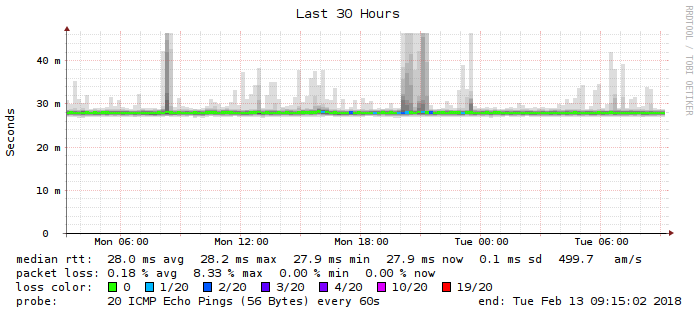 Last 30 Hours
RRDTOOL / TOBI OETIKER
Seconds
40 m
30 m
20 m
10 m
0
Mon 06:00 Mon 12:00 Mon 18:00 Tue 00:00 Tue 06:00
median rtt: 28.0 ms avg 28.2 ms max 27.9 ms min 27.9 ms now 0.1 ms sd 499.7 am/s
packet loss: 0.18 % avg 8.33 % max 0.00 % min 0.00 % now
loss color: 0 1/20 2/20 3/20 4/20 10/20 19/20
probe: 20 ICMP Echo Pings (56 Bytes) every 60s end: Tue Feb 13 09:15:02 2018